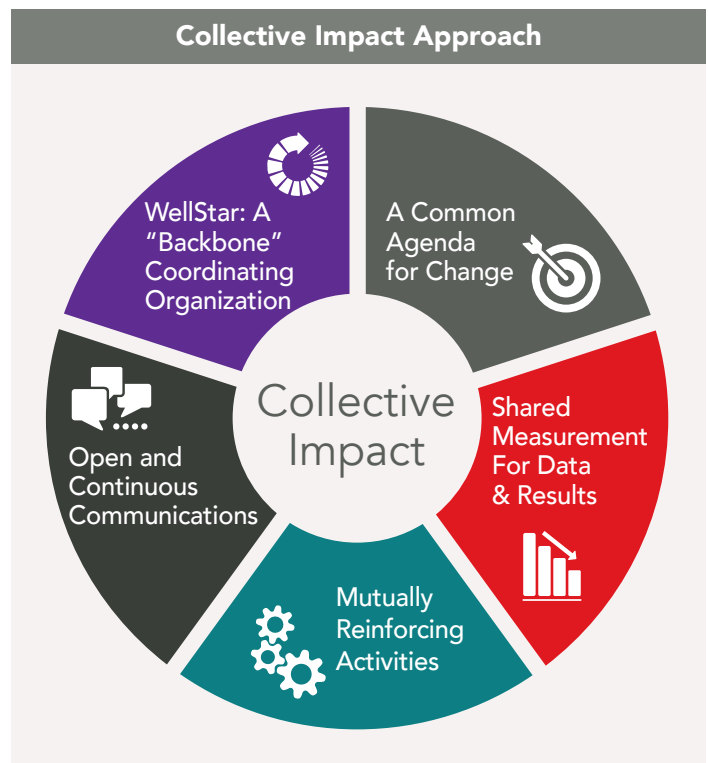 Collective Impact Approach
WellStar: A
“Backbone”
Coordinating
Organization
A Common
Agenda
for Change
Shared
Measurement
For Data
& Results
Mutually
Reinforcing
Activities
Open and
Continuous
Communications
Collective
Impact